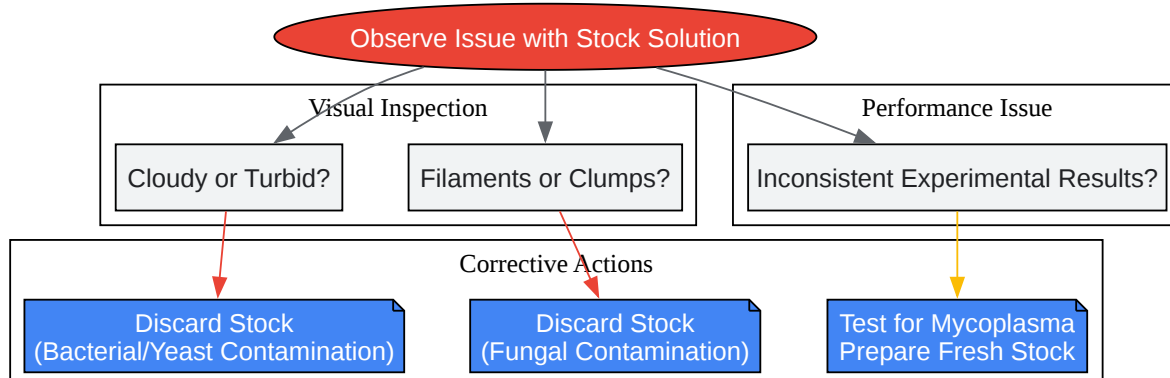 Observe Issue with Stock Solution
Visual Inspection
Performance Issue
Cloudy or Turbid?
Filaments or Clumps?
Inconsistent Experimental Results?
Corrective Actions
Discard Stock
(Bacterial/Yeast Contamination)
Discard Stock
(Fungal Contamination)
Test for Mycoplasma
Prepare Fresh Stock